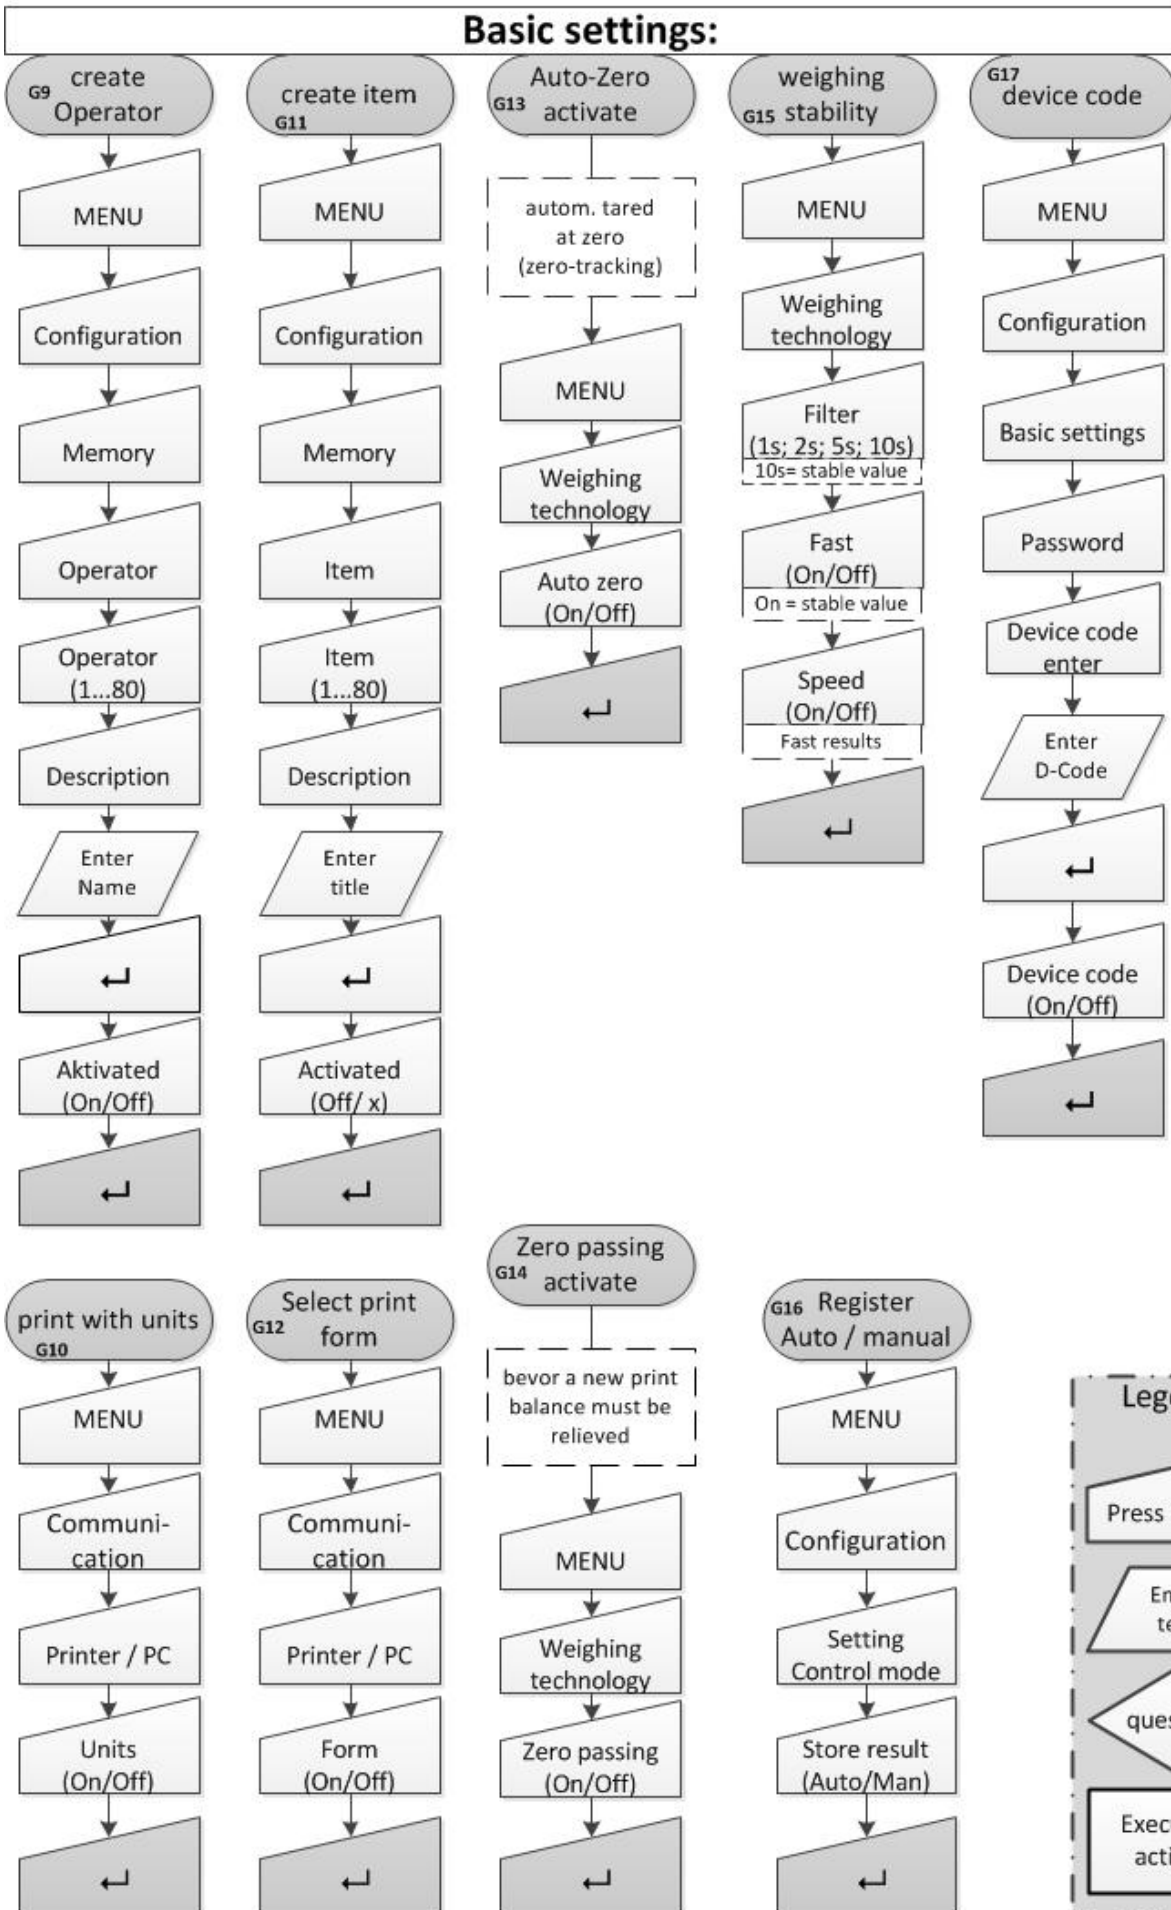 Basic settings:
G9 create
Operator
MENU
Configuration
Memory
Operator
Operator
(1...80)
Description
Enter
Name
↵
Aktivated
(On/Off)
↵
create item
G11
MENU
Configuration
Memory
Item
Item
(1...80)
Description
Enter
title
↵
Activated
(Off/ x)
↵
Auto-Zero
G13 activate
autom. tared
at zero
(zero-tracking)
MENU
Weighing
technology
Auto zero
(On/Off)
↵
weighing
G15 stability
MENU
Weighing
technology
Filter
(1s; 2s; 5s; 10s)
10s= stable value
Fast
(On/Off)
On = stable value
Speed
(On/Off)
Fast results
↵
G17
device code
MENU
Configuration
Basic settings
Password
Device code
enter
Enter
D-Code
↵
Device code
(On/Off)
↵
print with units
G10
MENU
Communi-
cation
Printer / PC
Units
(On/Off)
↵
Select print
G12 form
MENU
Communi-
cation
Printer / PC
Form
(On/Off)
↵
Zero passing
G14 activate
bevor a new print
balance must be
relieved
MENU
Weighing
technology
Zero passing
(On/Off)
↵
G16 Register
Auto / manual
MENU
Configuration
Setting
Control mode
Store result
(Auto/Man)
↵
Press